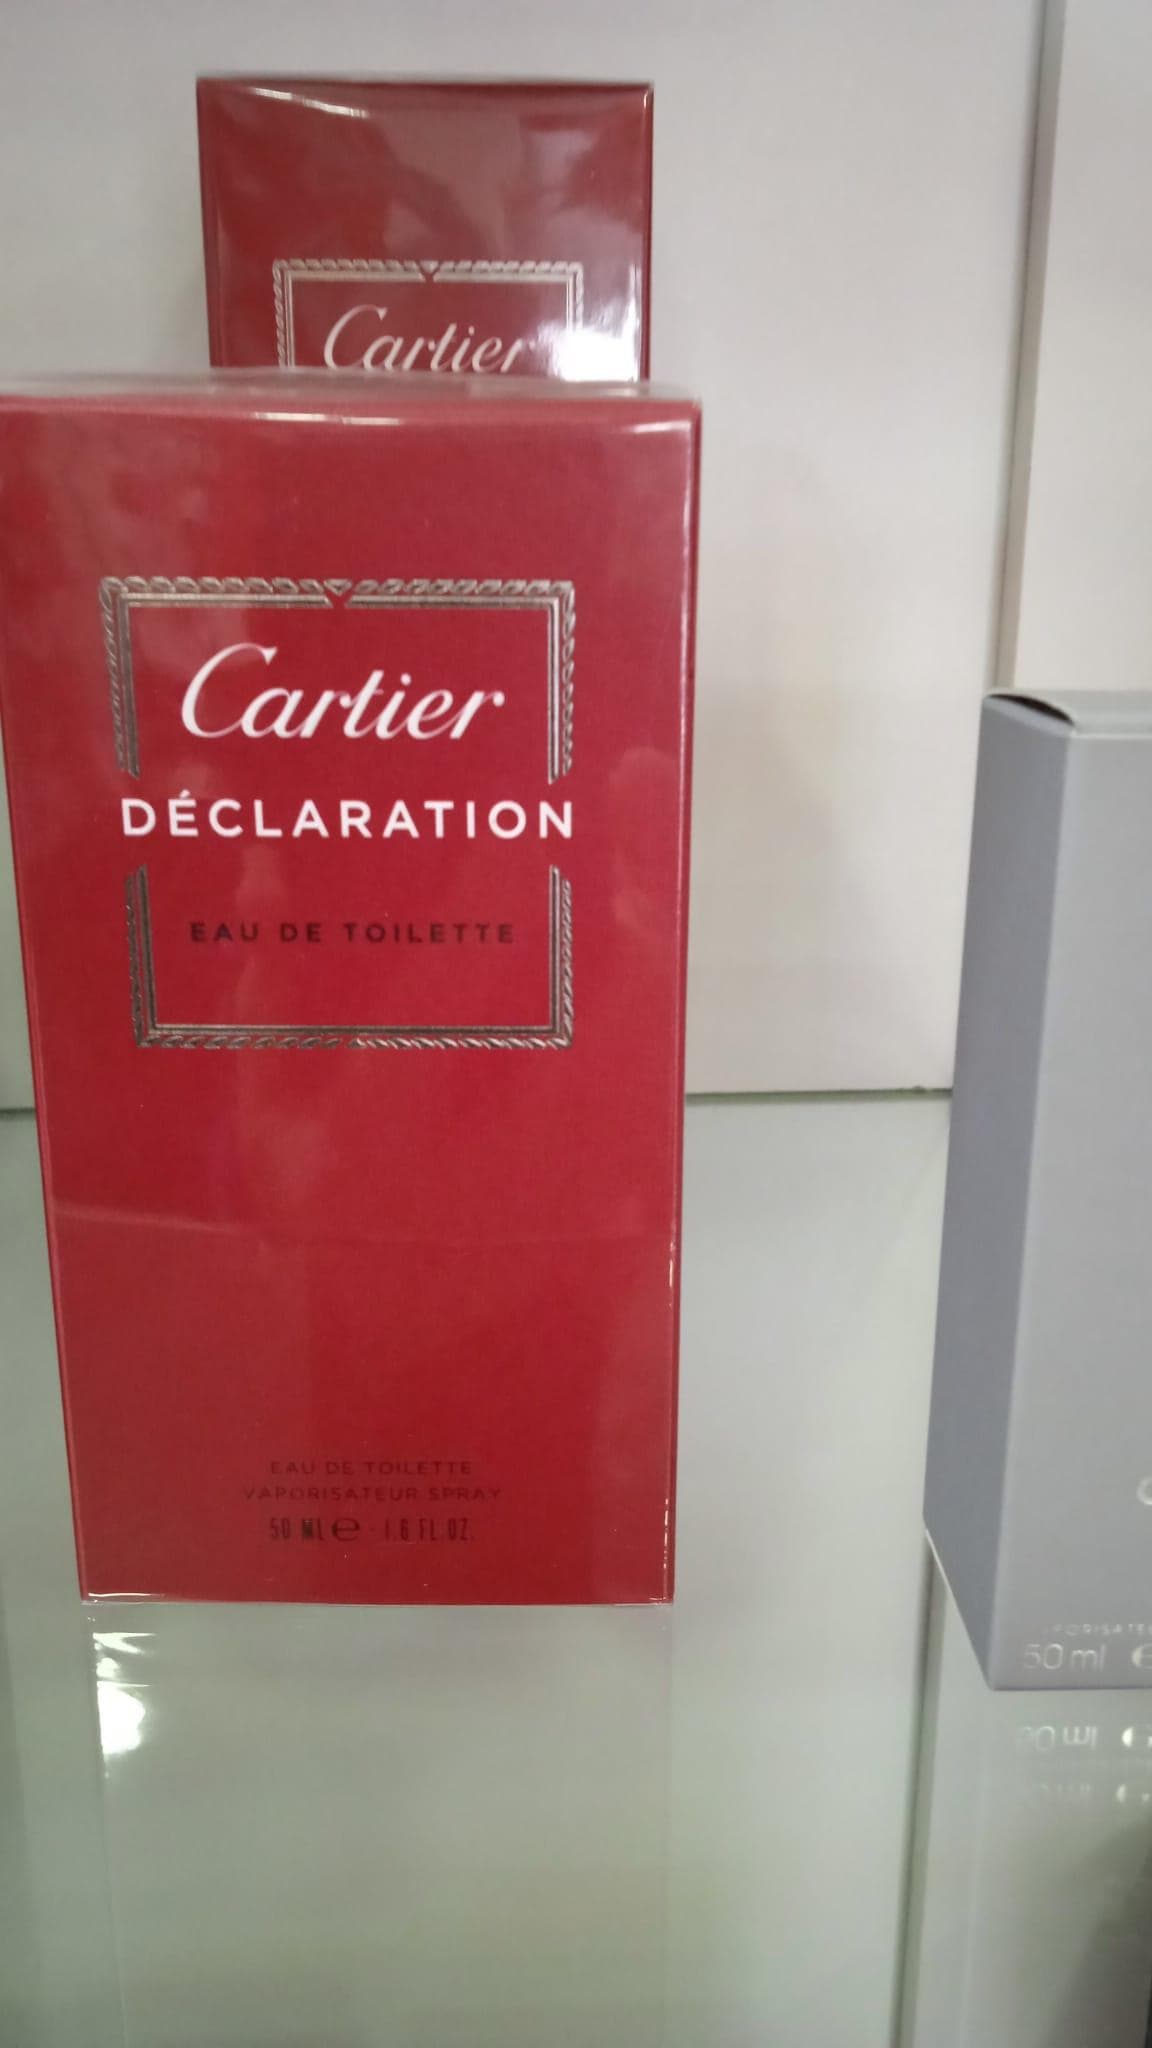 Cartier
Cartier
DÉCLARATION
EAU DE TOILETTE
EAU DE TOILETTE
VAPORISATEUR SPRAY
50 ML e - 1.6 FL.OZ.
50 ml e